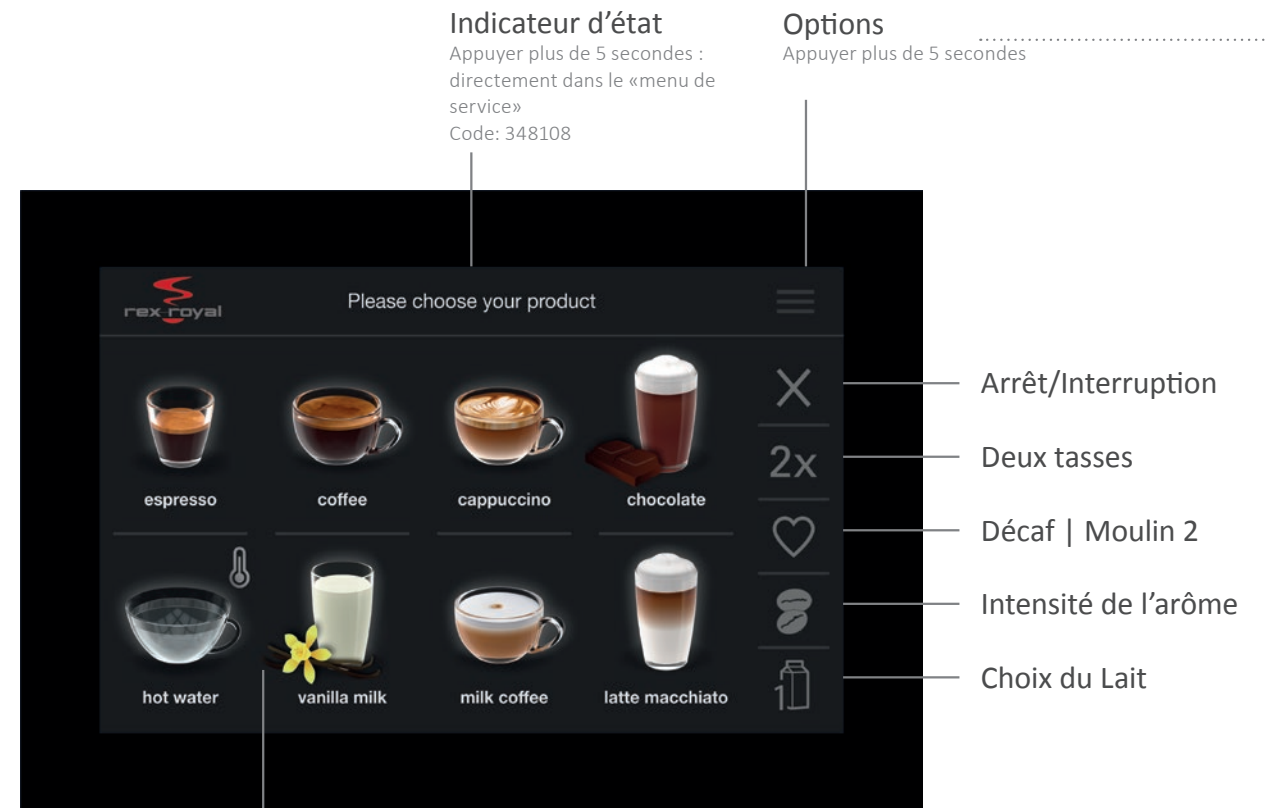 Indicateur d’état
Appuyer plus de 5 secondes :
directement dans le «menu de
service»
Code: 348108
Options
Appuyer plus de 5 secondes
rex-royal
Please choose your product
espresso
coffee
cappuccino
chocolate
hot water
vanilla milk
milk coffee
latte macchiato
2x
1
Arrêt/Interruption
Deux tasses
Décaf | Moulin 2
Intensité de l’arôme
Choix du Lait